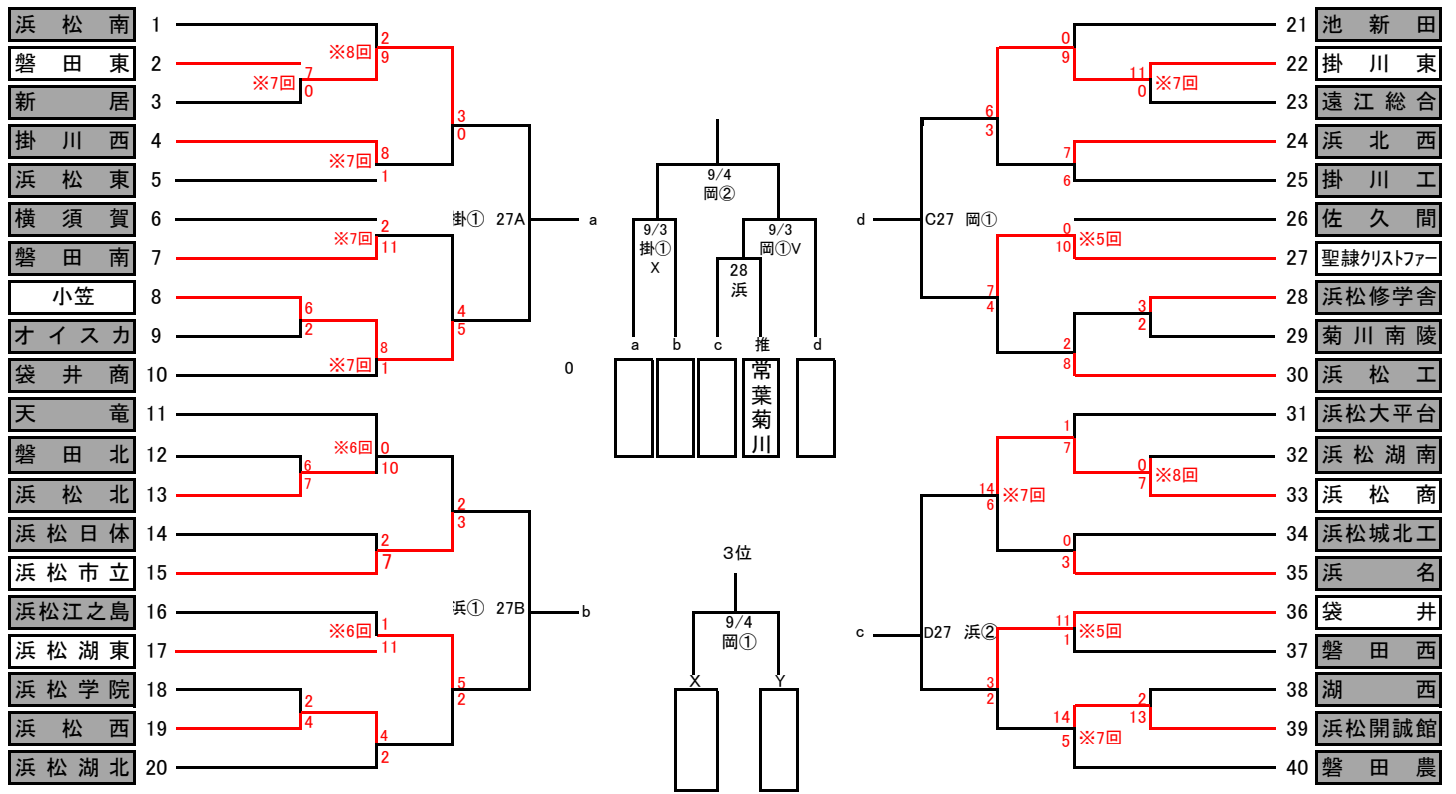 浜松南 1
磐田東 2
新居 3
掛川西 4
浜松東 5
横須賀 6
磐田南 7
小笠 8
オイスカ 9
袋井商 10
天竜 11
磐田北 12
浜松北 13
浜松日体 14
浜松市立 15
浜松江之島 16
浜松湖東 17
浜松学院 18
浜松西 19
浜松湖北 20
2
※8回
9
7
※7回
0
3
0
8
※7回
1
掛① 27A
a
2
※7回
11
6
2
4
5
8
※7回
1
0
0
※6回
10
6
7
2
3
2
7
浜① 27B
b
1
※6回
11
5
2
2
4
4
2
9/4
岡②
9/3
掛①
X
9/3
岡①V
28
浜
a b c 推 d
常葉菊川
3位
9/4
岡①
X Y
21 池新田
22 掛川東
23 遠江総合
24 浜北西
25 掛川工
26 佐久間
27 聖隷クリストファー
28 浜松修学舎
29 菊川南陵
30 浜松工
31 浜松大平台
32 浜松湖南
33 浜松商
34 浜松城北工
35 浜名
36 袋井
37 磐田西
38 湖西
39 浜松開誠館
40 磐田農
0
9
11
※7回
0
6
3
7
6
d
C27 岡①
0
※5回
10
7
4
3
2
2
8
1
7
0
※8回
7
14
※7回
6
0
3
c
D27 浜②
11
※5回
1
3
2
2
13
14
※7回
5